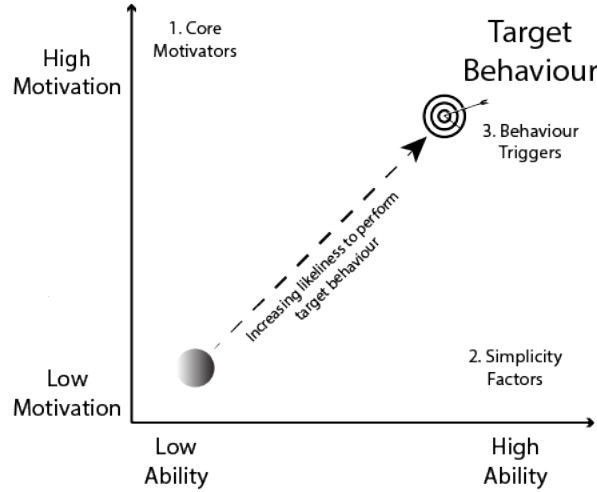 1. Core
Motivators
Target
Behaviour
High
Motivation
3. Behaviour
Triggers
Increasing likeliness to perform
target behaviour
2. Simplicity
Factors
Low
Motivation
Low
Ability
High
Ability